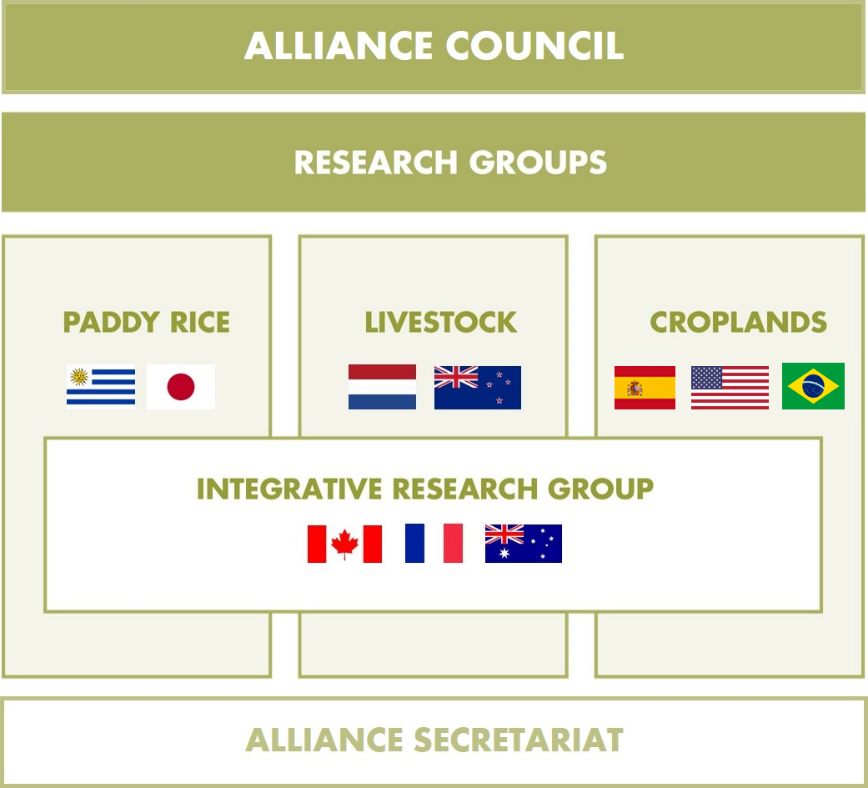 ALLIANCE COUNCIL
RESEARCH GROUPS
PADDY RICE
LIVESTOCK
CROPLANDS
INTEGRATIVE RESEARCH GROUP
ALLIANCE SECRETARIAT